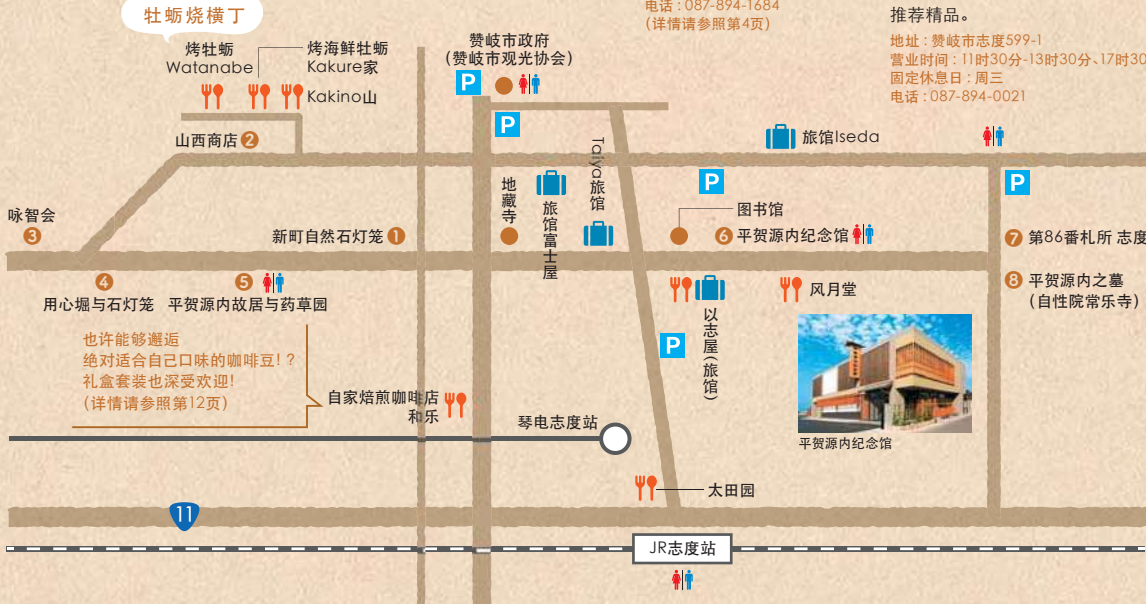 牡蛎烧横丁
电话：087-894-1684
(详情请参照第4页)
推荐精品。
地址：赞岐市志度599-1
营业时间：11时30分-13时30分、17时30
固定休息日：周三
电话：087-894-0021
烤牡蛎
Watanabe
烤海鲜牡蛎
Kakure家
Kakino山
赞岐市政府
(赞岐市观光协会)
P
P
山西商店 2
Taiya旅馆
旅馆Iseda
P
P
地藏寺
旅馆富士屋
图书馆
咏智会
3
新町自然石灯笼 1
6 平贺源内纪念馆
7 第86番札所 志度
4
用心堀与石灯笼
5
平贺源内故居与药草园
8 平贺源内之墓
(自性院常乐寺)
风月堂
以志屋(旅馆)
P
也许能够邂逅
绝对适合自己口味的咖啡豆！？
礼盒套装也深受欢迎！
(详情请参照第12页)
自家焙煎咖啡店
和乐
琴电志度站
平贺源内纪念馆
太田园
11
JR志度站